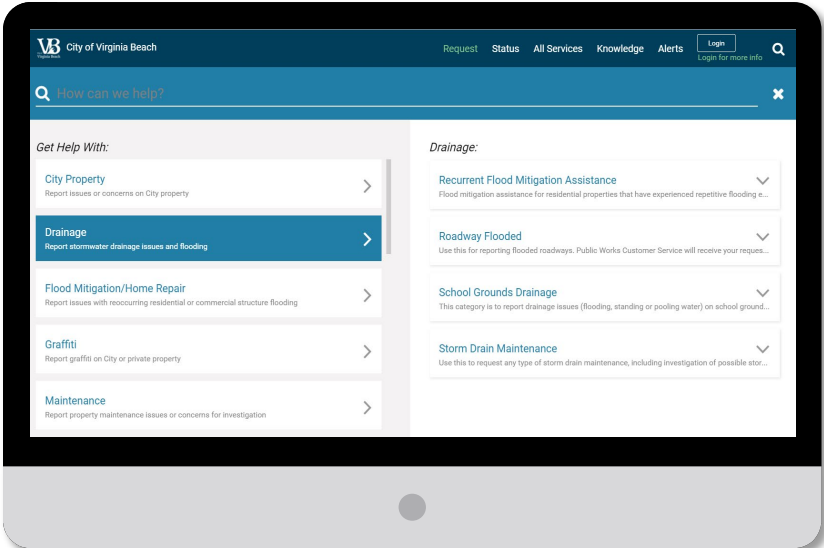 VB City of Virginia Beach
Virginia Beach
Request Status All Services Knowledge Alerts Login
Login for more info
How can we help?
Get Help With:
City Property
Report issues or concerns on City property
Drainage
Report stormwater drainage issues and flooding
Flood Mitigation/Home Repair
Report issues with reoccurring residential or commercial structure flooding
Graffiti
Report graffiti on City or private property
Maintenance
Report property maintenance issues or concerns for investigation
Drainage:
Recurrent Flood Mitigation Assistance
Flood mitigation assistance for residential properties that have experienced repetitive flooding e...
Roadway Flooded
Use this for reporting flooded roadways. Public Works Customer Service will receive your reques...
School Grounds Drainage
This category is to report drainage issues (flooding, standing or pooling water) on school ground...
Storm Drain Maintenance
Use this to request any type of storm drain maintenance, including investigation of possible stor...